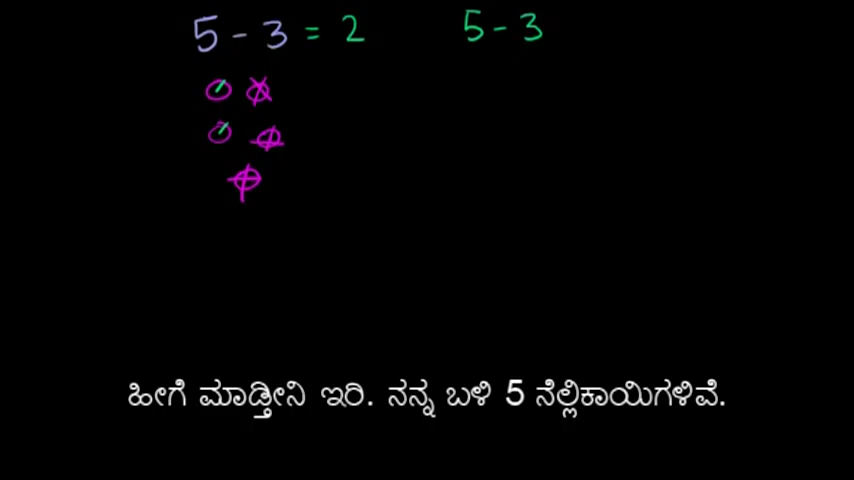 5 - 3 = 2 5 - 3
ಹೀಗೆ ಮಾಡ್ತೀನಿ ಇರಿ. ನನ್ನ ಬಳಿ 5 ನೆಲ್ಲಿಕಾಯಿಗಳಿವೆ.